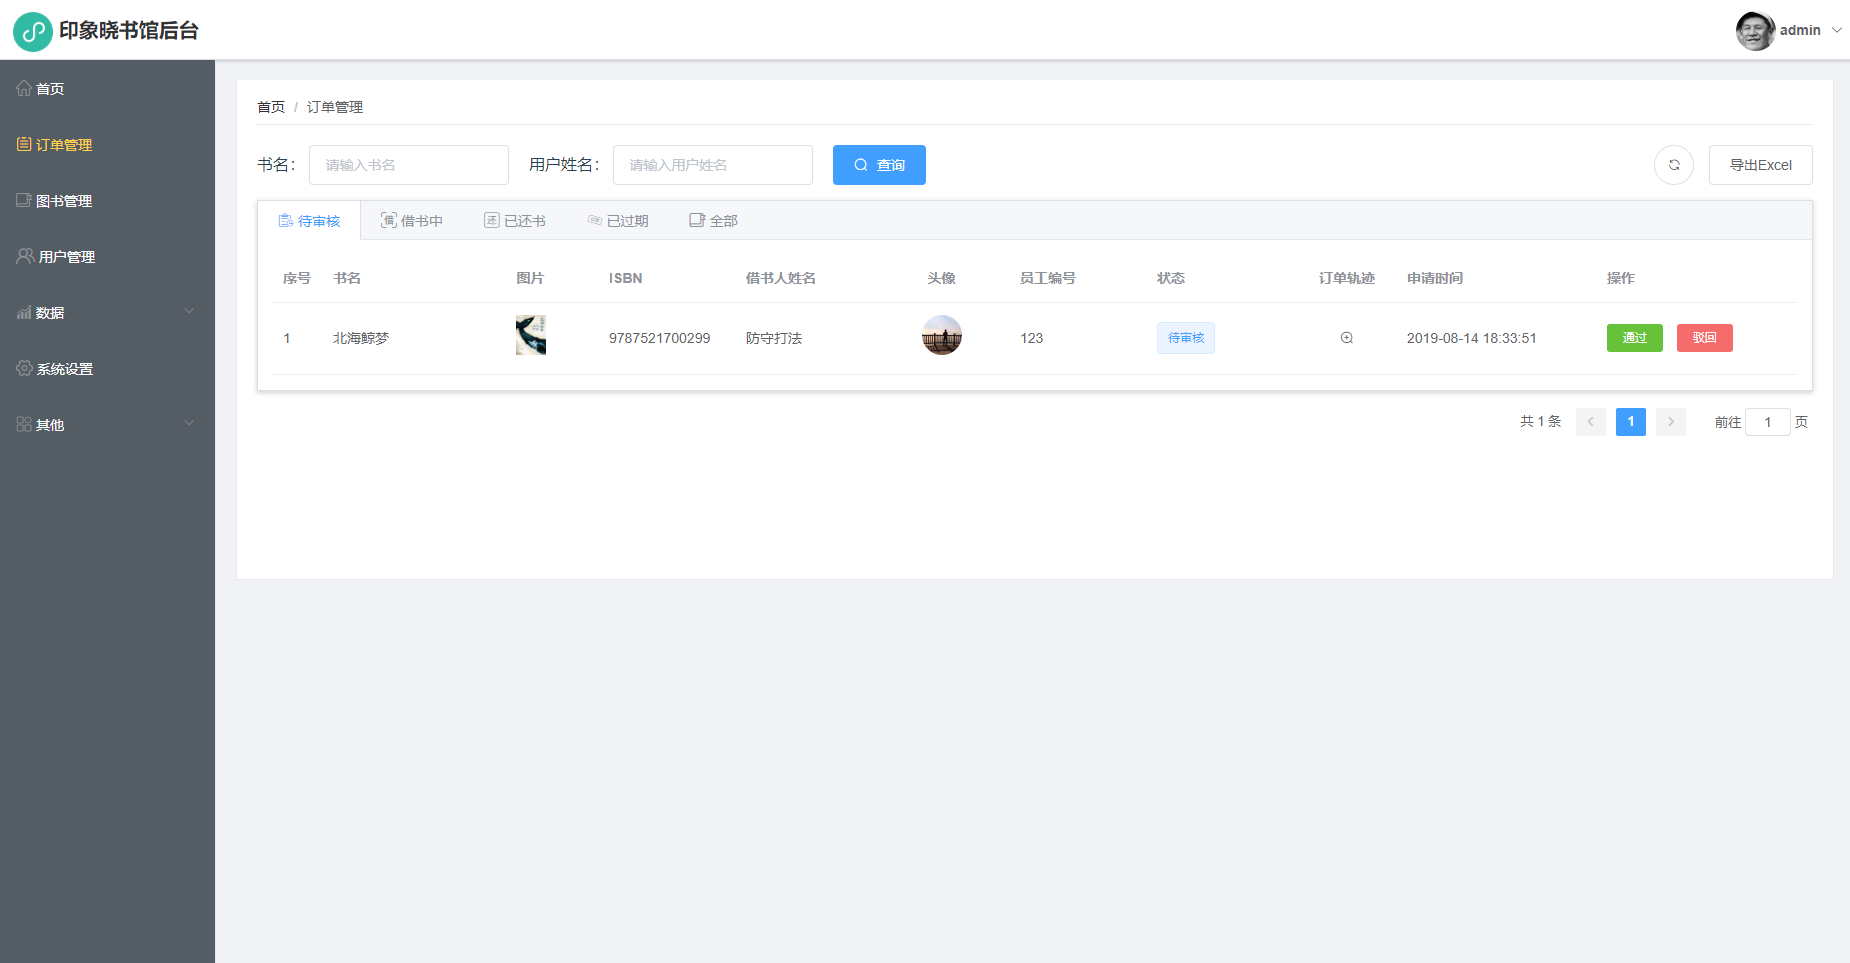 印象晓书馆后台
admin
首页
订单管理
图书管理
用户管理
数据
系统设置
其他
首页 / 订单管理
书名： 请输入书名 用户姓名： 请输入用户姓名 查询 导出Excel
待审核 借书中 已还书 已过期 全部
序号 书名 图片 ISBN 借书人姓名 头像 员工编号 状态 订单轨迹 申请时间 操作
1 北海鲸梦 9787521700299 防守打法 123 待审核 2019-08-14 18:33:51 通过 驳回
共 1 条 1 前往 1 页